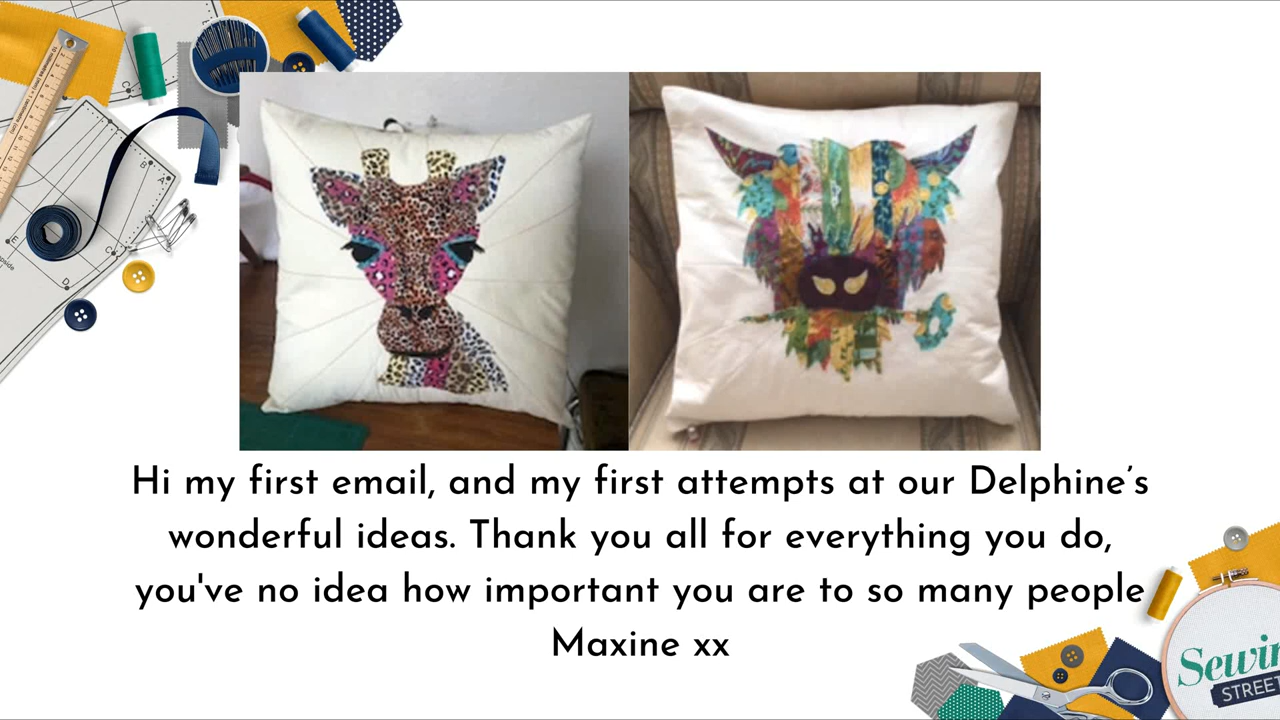 Hi my first email, and my first attempts at our Delphine’s
wonderful ideas. Thank you all for everything you do,
you've no idea how important you are to so many people
Maxine xx
STREET